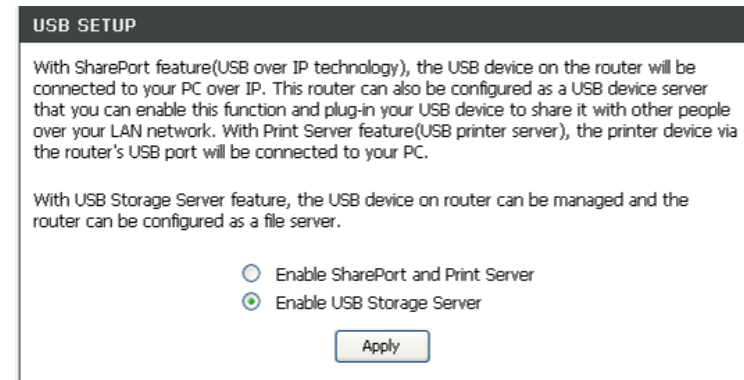 USB SETUP
With SharePort feature(USB over IP technology), the USB device on the router will be
connected to your PC over IP. This router can also be configured as a USB device server
that you can enable this function and plug-in your USB device to share it with other people
over your LAN network. With Print Server feature(USB printer server), the printer device via
the router's USB port will be connected to your PC.
With USB Storage Server feature, the USB device on router can be managed and the
router can be configured as a file server.
Enable SharePort and Print Server
Enable USB Storage Server
Apply